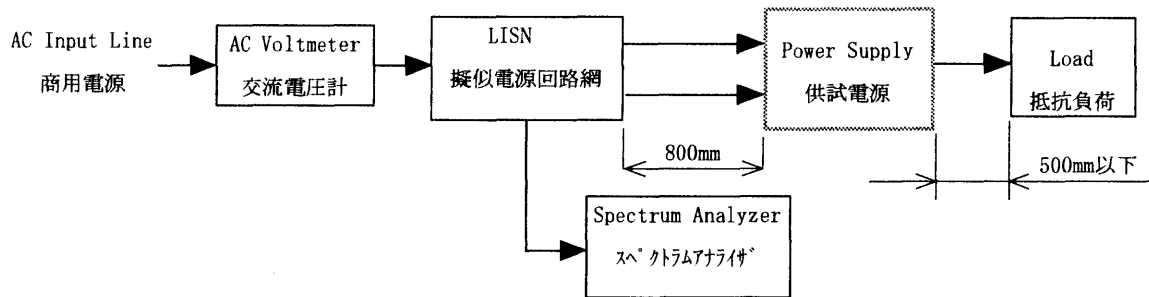 AC Input Line
商用電源
AC Voltmeter
交流電圧計
LISN
擬似電源回路網
Power Supply
供試電源
Load
抵抗負荷
800mm
500mm以下
Spectrum Analyzer
ｽﾍﾟｸﾄﾗﾑｱﾅﾗｲｻﾞ